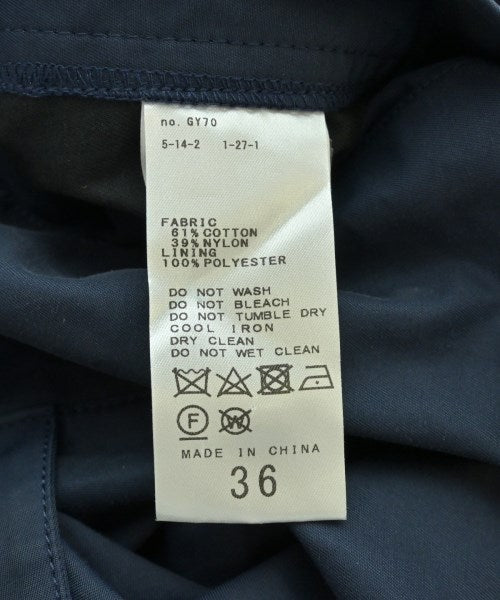 no. GY70
5-14-2 1-27-1
FABRIC
61% COTTON
39% NYLON
LINING
100% POLYESTER
DO NOT WASH
DO NOT BLEACH
DO NOT TUMBLE DRY
COOL IRON
DRY CLEAN
DO NOT WET CLEAN
F W
MADE IN CHINA
36